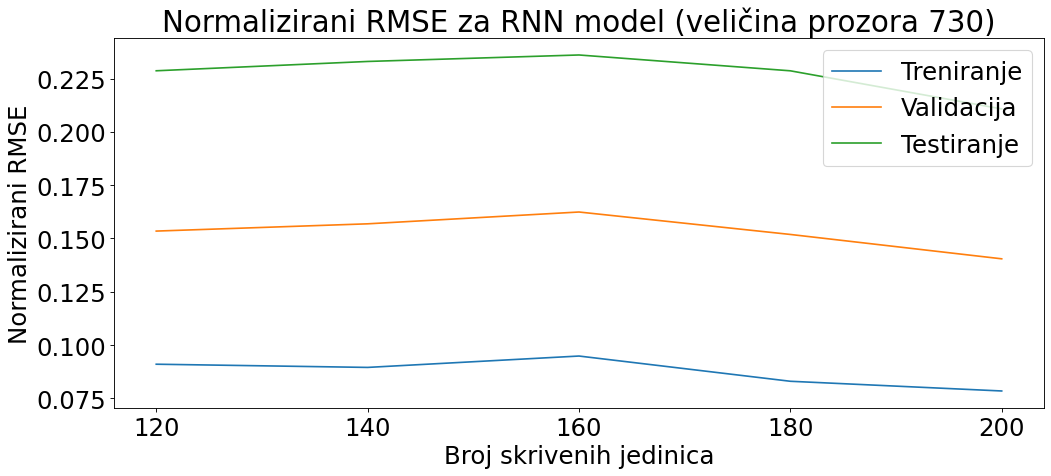 Normalizirani RMSE za RNN model (veličina prozora 730)
Normalizirani RMSE
0.225
0.200
0.175
0.150
0.125
0.100
0.075
Treniranje
Validacija
Testiranje
120 140 160 180 200
Broj skrivenih jedinica